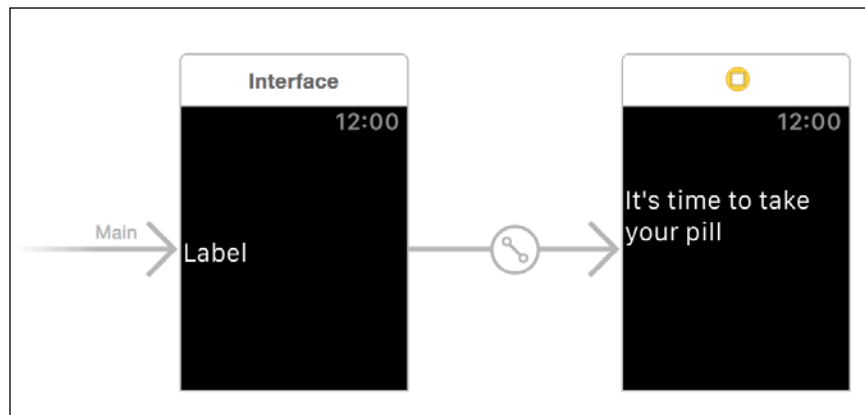 Interface
12:00
Main
Label
12:00
It's time to take
your pill